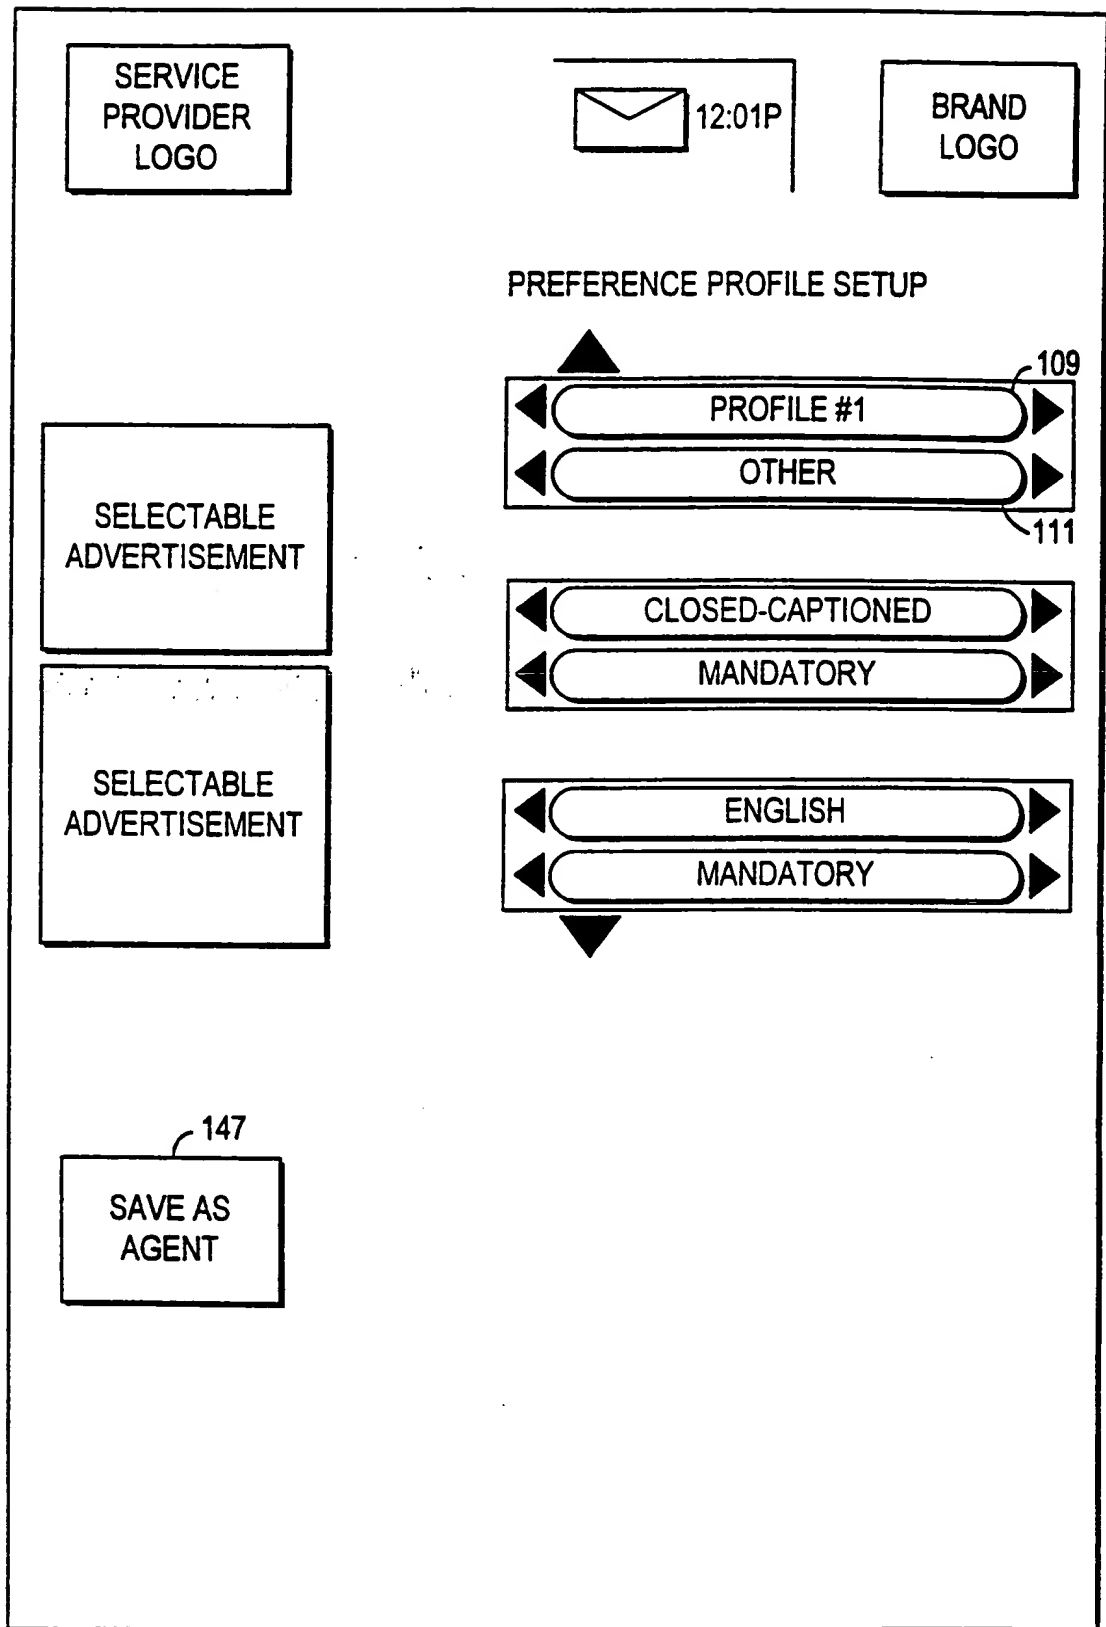 SERVICE
PROVIDER
LOGO
12:01P
BRAND
LOGO
PREFERENCE PROFILE SETUP
109
PROFILE #1
OTHER
111
SELECTABLE
ADVERTISEMENT
CLOSED-CAPTIONED
MANDATORY
SELECTABLE
ADVERTISEMENT
ENGLISH
MANDATORY
147
SAVE AS
AGENT